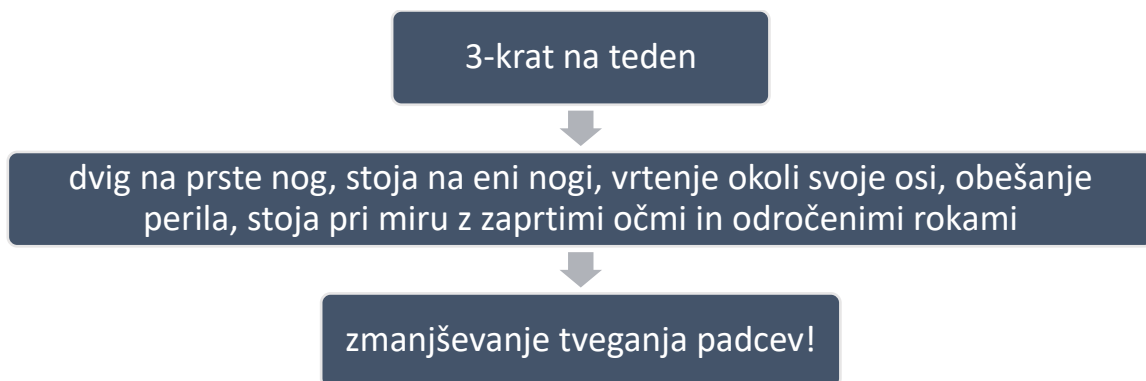 3-krat na teden
dvig na prste nog, stoja na eni nogi, vrtenje okoli svoje osi, obešanje
perila, stoja pri miru z zaprtimi očmi in odročenimi rokami
zmanjševanje tveganja padcev!